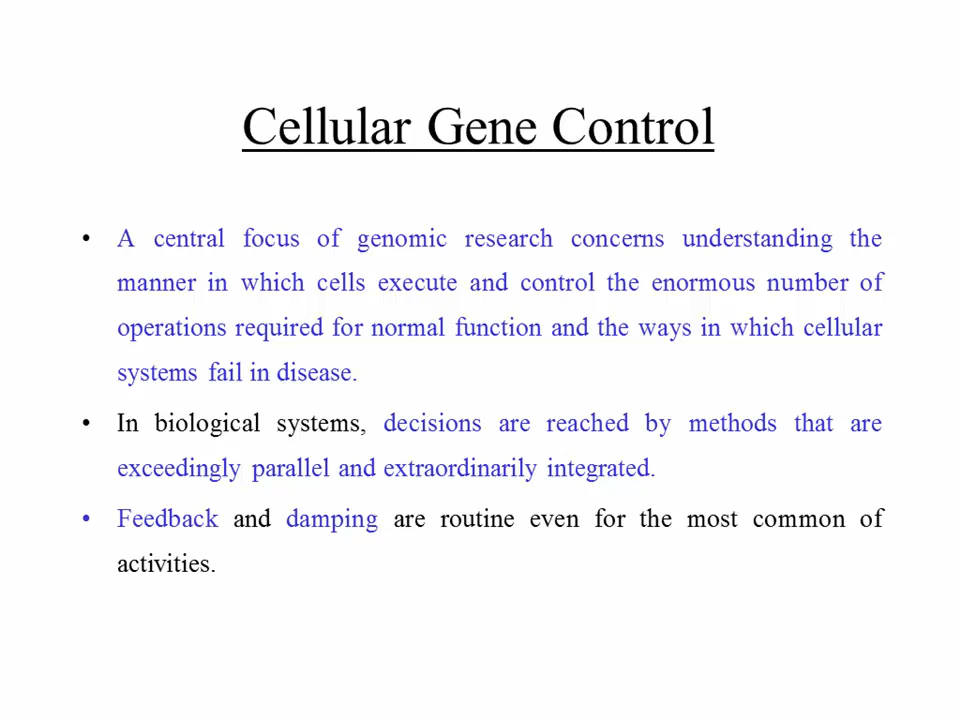 Cellular Gene Control
• A central focus of genomic research concerns understanding the
manner in which cells execute and control the enormous number of
operations required for normal function and the ways in which cellular
systems fail in disease.
• In biological systems, decisions are reached by methods that are
exceedingly parallel and extraordinarily integrated.
• Feedback and damping are routine even for the most common of
activities.